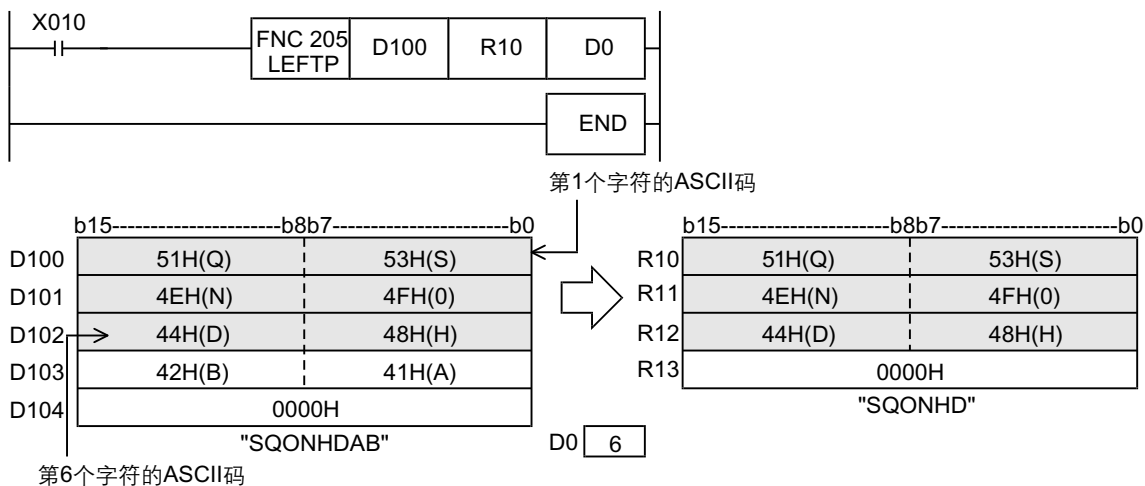 X010
FNC 205 LEFTP D100 R10 D0
END
第1个字符的ASCII码
b15----------------------b8b7-----------------------b0
D100 51H(Q) 53H(S)
D101 4EH(N) 4FH(0)
D102 44H(D) 48H(H)
D103 42H(B) 41H(A)
D104 0000H
"SQONHDAB"
D0 6
第6个字符的ASCII码
b15----------------------b8b7-----------------------b0
R10 51H(Q) 53H(S)
R11 4EH(N) 4FH(0)
R12 44H(D) 48H(H)
R13 0000H
"SQONHD"